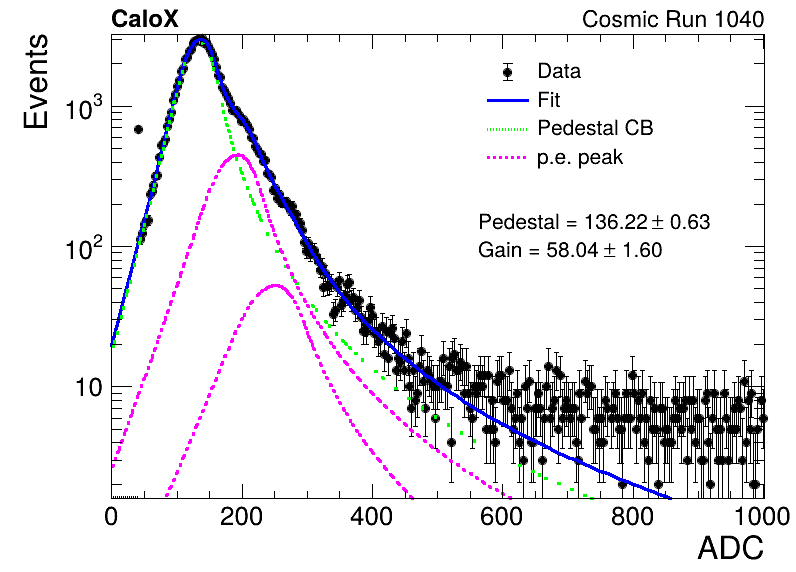 CaloX Cosmic Run 1040
Events
10³
10²
10
Data
Fit
Pedestal CB
p.e. peak
Pedestal = 136.22 ± 0.63
Gain = 58.04 ± 1.60
0 200 400 600 800 1000
ADC